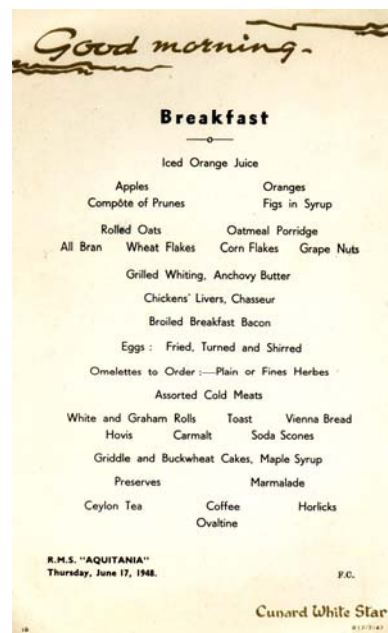 Good morning.
Breakfast
Iced Orange Juice
Apples Oranges
Compôte of Prunes Figs in Syrup
Rolled Oats Oatmeal Porridge
All Bran Wheat Flakes Corn Flakes Grape Nuts
Grilled Whiting, Anchovy Butter
Chickens' Livers, Chasseur
Broiled Breakfast Bacon
Eggs : Fried, Turned and Shirred
Omelettes to Order :—Plain or Fines Herbes
Assorted Cold Meats
White and Graham Rolls Toast Vienna Bread
Hovis Carmalt Soda Scones
Griddle and Buckwheat Cakes, Maple Syrup
Preserves Marmalade
Ceylon Tea Coffee Horlicks
Ovaltine
R.M.S. "AQUITANIA"
Thursday, June 17, 1948. F.C.
Cunard White Star